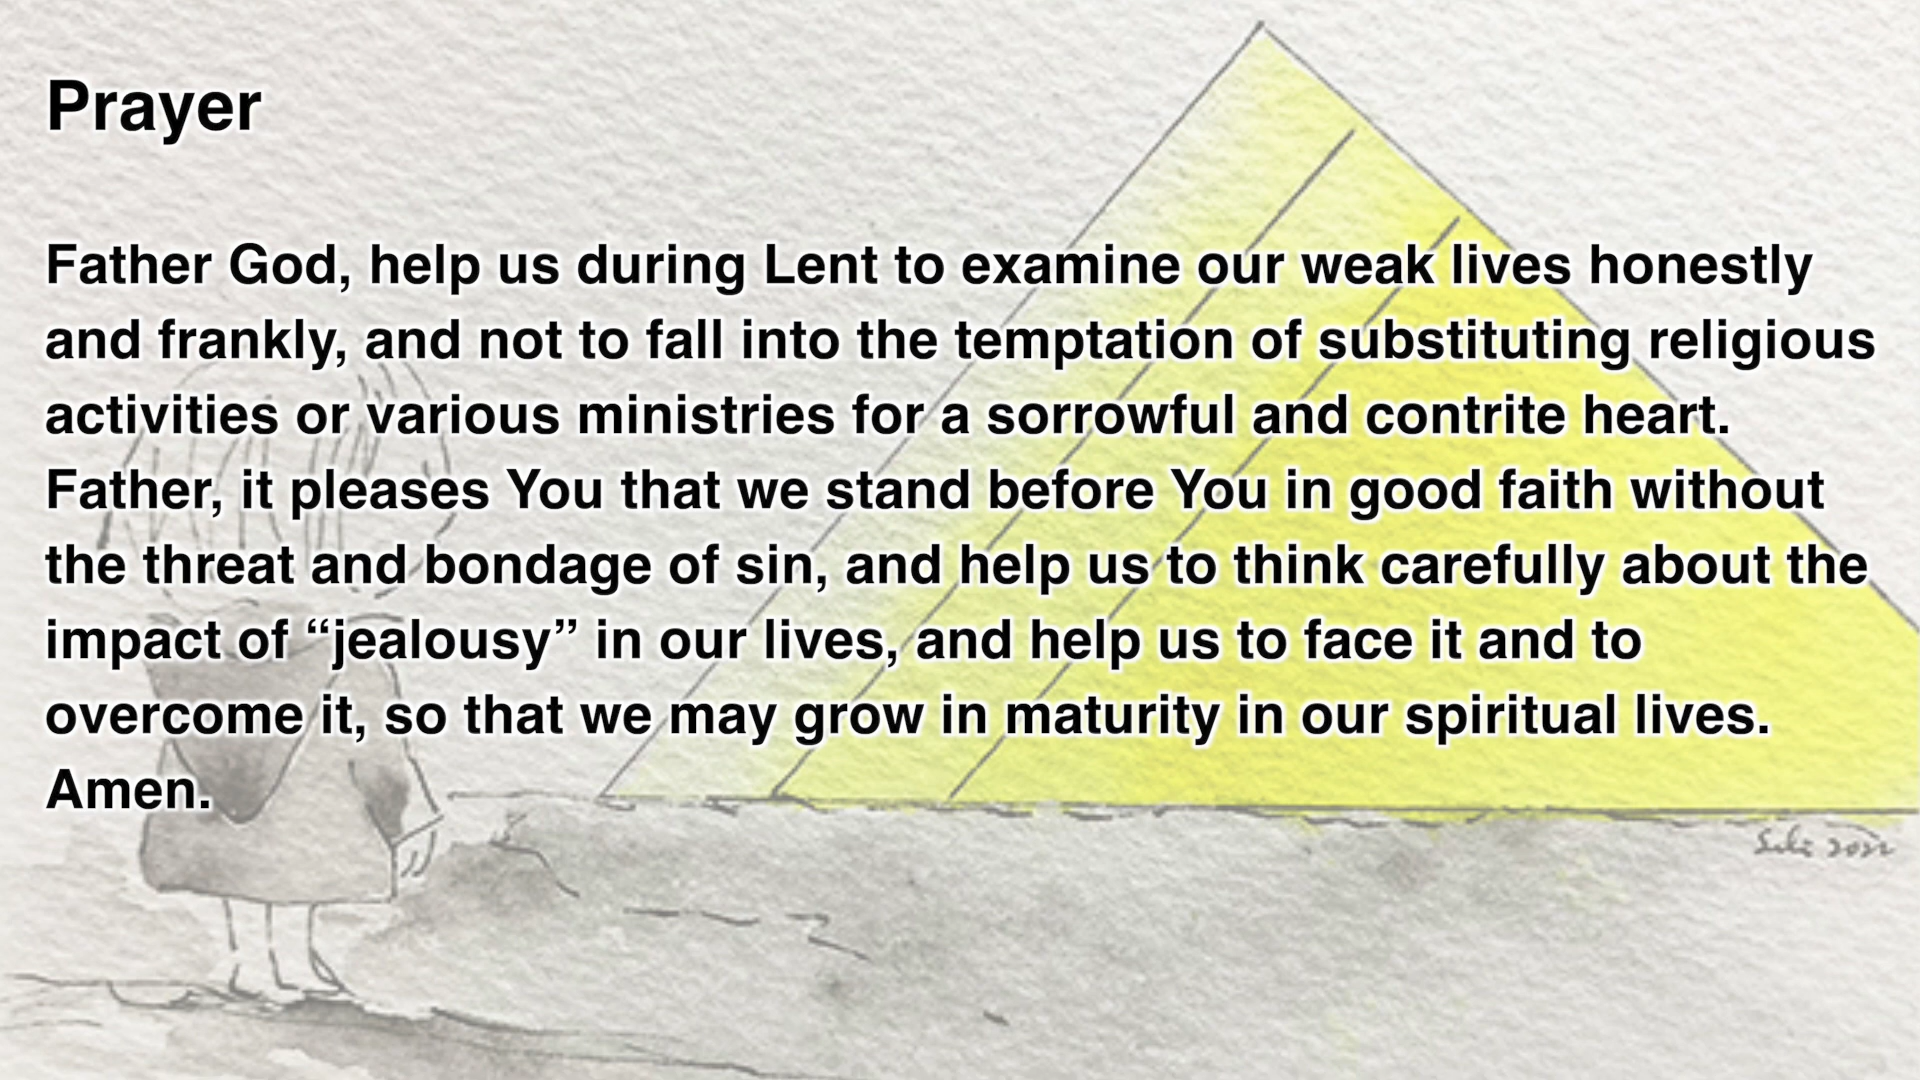 Prayer
Father God, help us during Lent to examine our weak lives honestly
and frankly, and not to fall into the temptation of substituting religious
activities or various ministries for a sorrowful and contrite heart.
Father, it pleases You that we stand before You in good faith without
the threat and bondage of sin, and help us to think carefully about the
impact of “jealousy” in our lives, and help us to face it and to
overcome it, so that we may grow in maturity in our spiritual lives.
Amen.
2022